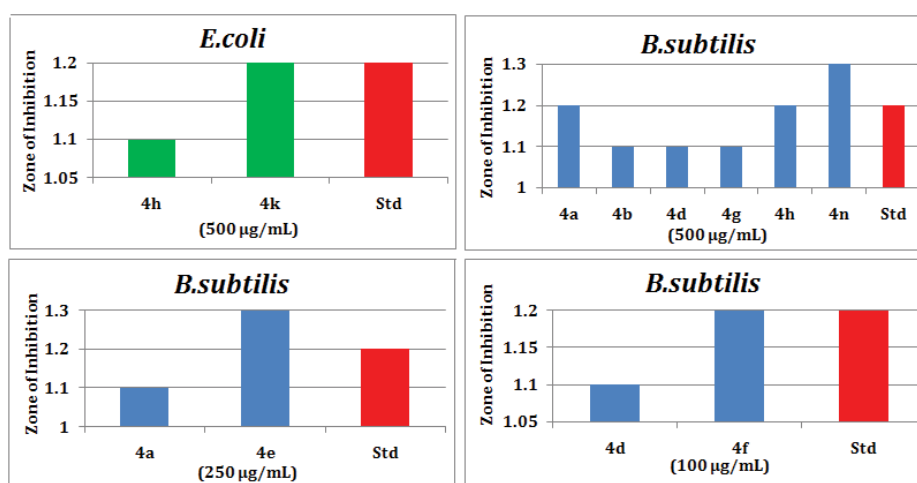 E.coli
Zone of Inhibition
1.2
1.15
1.1
1.05
4h 4k Std
(500 µg/mL)
B.subtilis
Zone of Inhibition
1.3
1.2
1.1
1
4a 4b 4d 4g 4h 4n Std
(500 µg/mL)
B.subtilis
Zone of Inhibition
1.3
1.2
1.1
1
4a 4e Std
(250 µg/mL)
B.subtilis
Zone of Inhibition
1.2
1.15
1.1
1.05
4d 4f Std
(100 µg/mL)